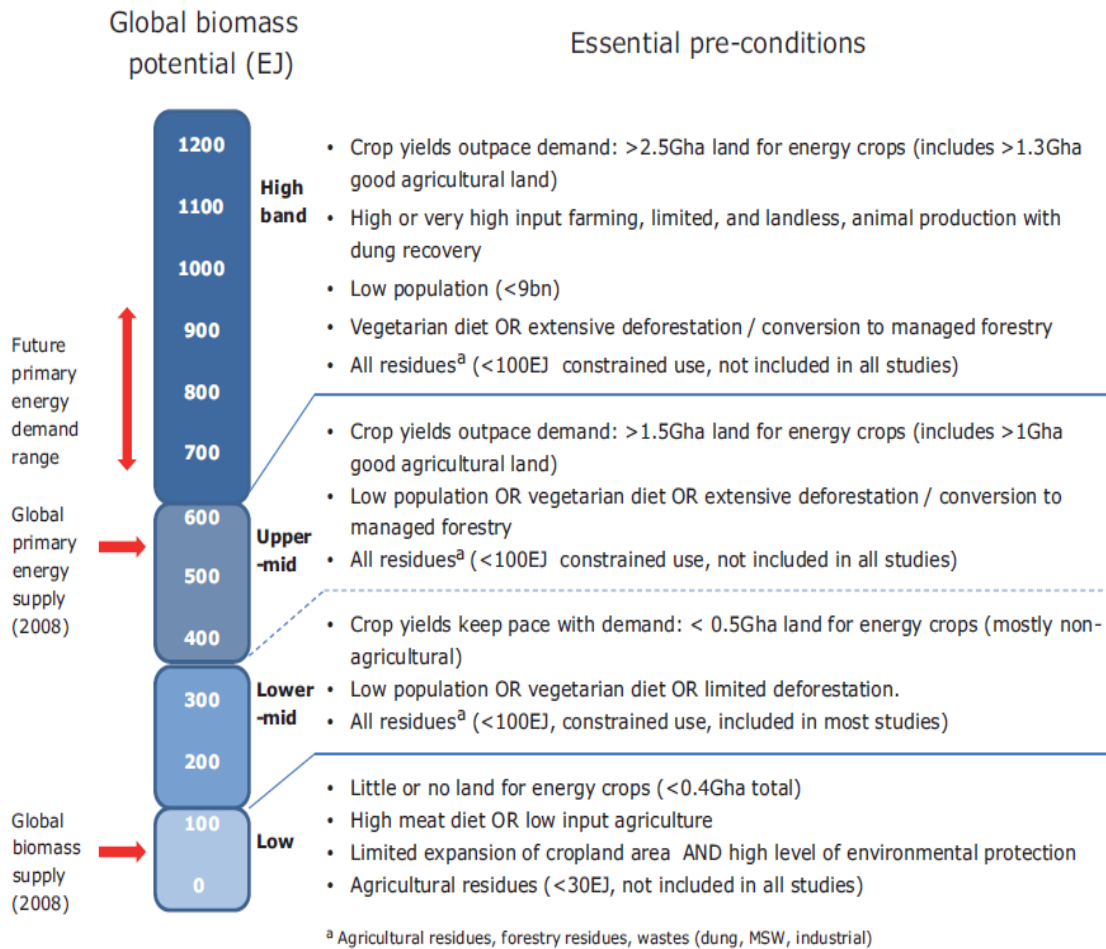 Global biomass
potential (EJ)
Essential pre-conditions
1200
1100
1000
900
800
700
600
500
400
300
200
100
0
High
band
Upper
-mid
Lower
-mid
Low
Future
primary
energy
demand
range
Global
primary
energy
supply
(2008)
Global
biomass
supply
(2008)
• Crop yields outpace demand: >2.5Gha land for energy crops (includes >1.3Gha
good agricultural land)
• High or very high input farming, limited, and landless, animal production with
dung recovery
• Low population (<9bn)
• Vegetarian diet OR extensive deforestation / conversion to managed forestry
• All residuesᵃ (<100EJ constrained use, not included in all studies)
• Crop yields outpace demand: >1.5Gha land for energy crops (includes >1Gha
good agricultural land)
• Low population OR vegetarian diet OR extensive deforestation / conversion to
managed forestry
• All residuesᵃ (<100EJ constrained use, not included in all studies)
• Crop yields keep pace with demand: < 0.5Gha land for energy crops (mostly non-
agricultural)
• Low population OR vegetarian diet OR limited deforestation.
• All residuesᵃ (<100EJ, constrained use, included in most studies)
• Little or no land for energy crops (<0.4Gha total)
• High meat diet OR low input agriculture
• Limited expansion of cropland area AND high level of environmental protection
• Agricultural residues (<30EJ, not included in all studies)
ᵃ Agricultural residues, forestry residues, wastes (dung, MSW, industrial)